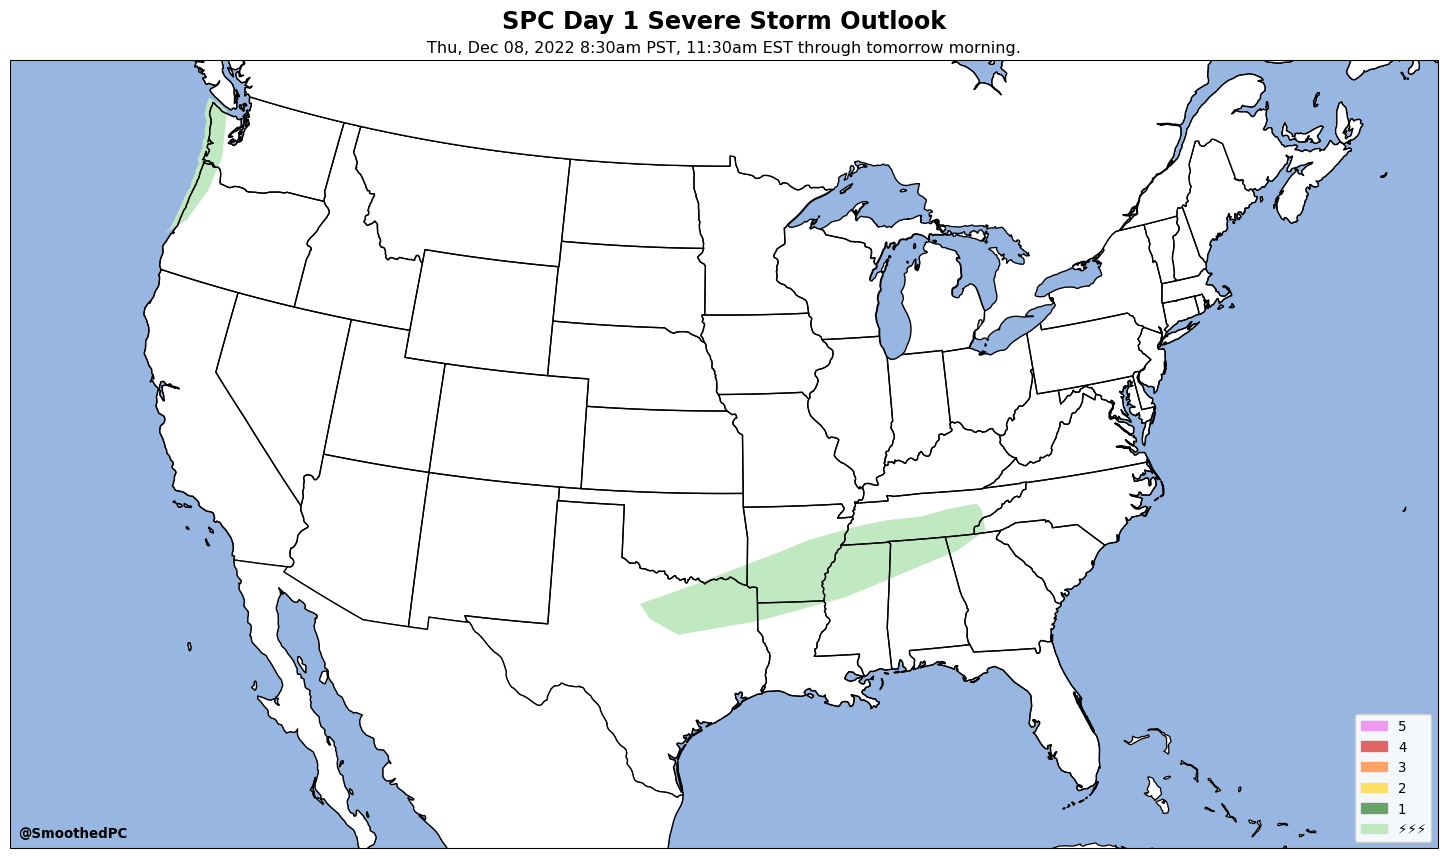 SPC Day 1 Severe Storm Outlook
Thu, Dec 08, 2022 8:30am PST, 11:30am EST through tomorrow morning.
5
4
3
2
1
⚡⚡⚡
@SmoothedPC